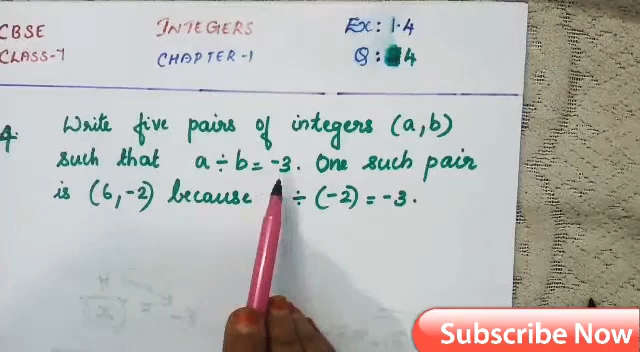 CBSE INTEGERS Ex: 1.4
CLASS-7 CHAPTER-1 Q: 4
4. Write five pairs of integers (a,b)
such that a ÷ b = -3. One such pair
is (6,-2) because ÷ (-2) = -3.
Subscribe Now